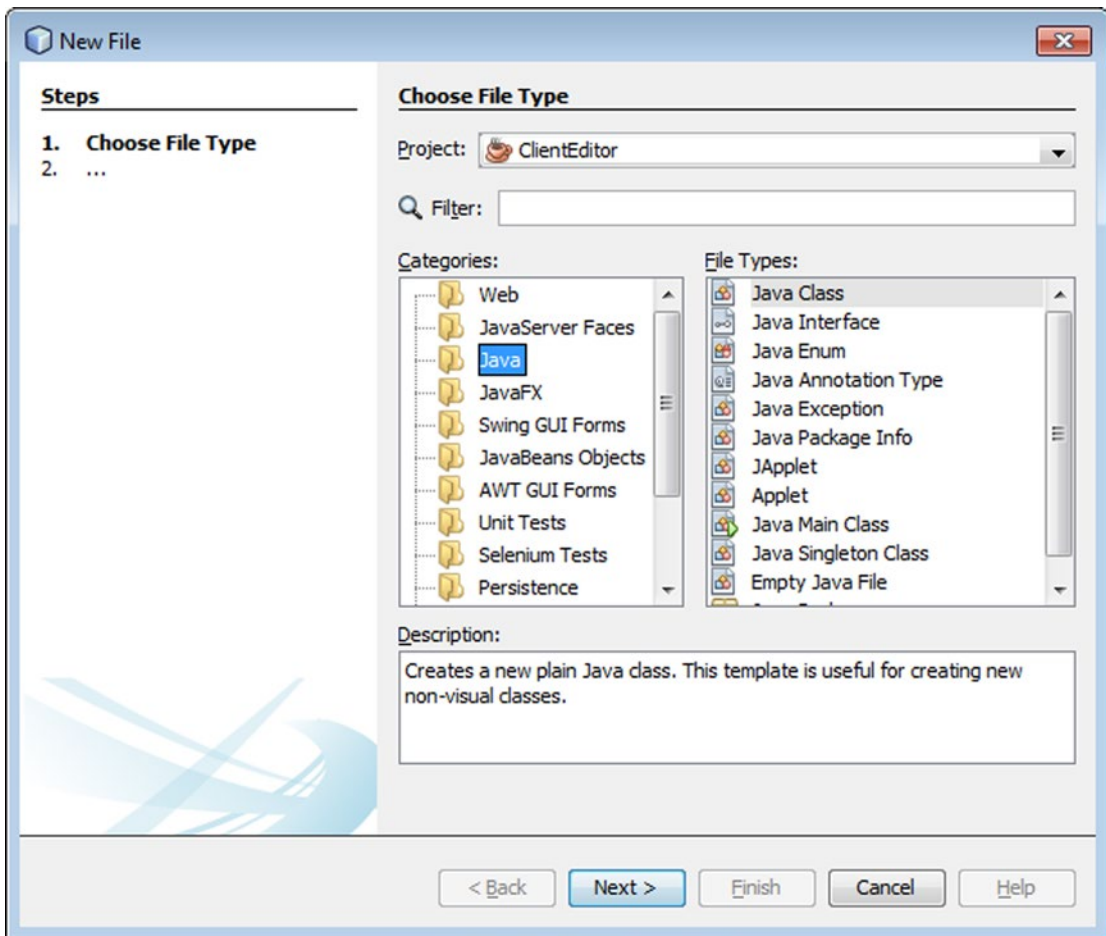 New File
Steps
1. Choose File Type
2. ...
Choose File Type
Project: ClientEditor
Filter:
Categories:
Web
JavaServer Faces
Java
JavaFX
Swing GUI Forms
JavaBeans Objects
AWT GUI Forms
Unit Tests
Selenium Tests
Persistence
File Types:
Java Class
Java Interface
Java Enum
Java Annotation Type
Java Exception
Java Package Info
JApplet
Applet
Java Main Class
Java Singleton Class
Empty Java File
Description:
Creates a new plain Java class. This template is useful for creating new
non-visual classes.
< Back Next > Finish Cancel Help